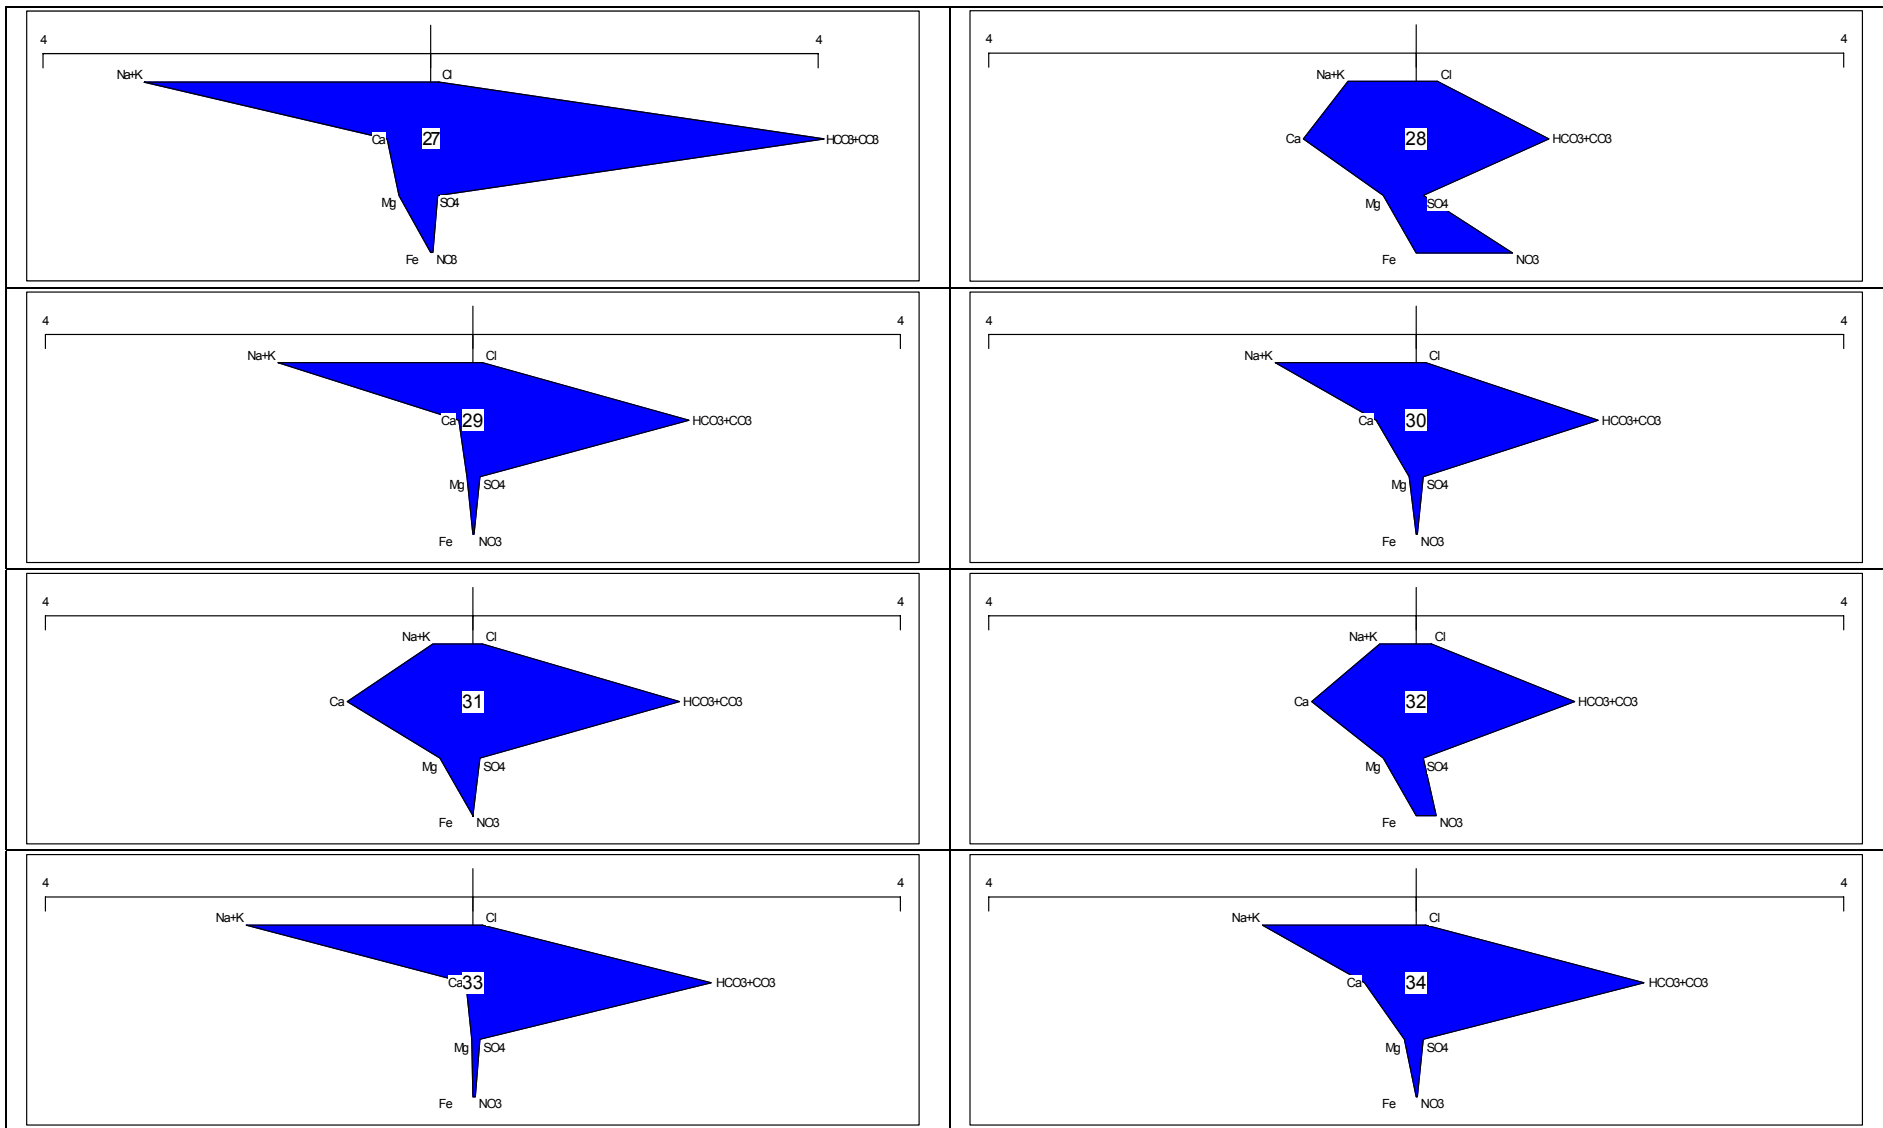 4 4
Na+K Cl
Ca 27 HCO3+CO3
Mg SO4
Fe NO3
4 4
Na+K Cl
Ca 28 HCO3+CO3
Mg SO4
Fe NO3
4 4
Na+K Cl
Ca 29 HCO3+CO3
Mg SO4
Fe NO3
4 4
Na+K Cl
Ca 30 HCO3+CO3
Mg SO4
Fe NO3
4 4
Na+K Cl
Ca 31 HCO3+CO3
Mg SO4
Fe NO3
4 4
Na+K Cl
Ca 32 HCO3+CO3
Mg SO4
Fe NO3
4 4
Na+K Cl
Ca 33 HCO3+CO3
Mg SO4
Fe NO3
4 4
Na+K Cl
Ca 34 HCO3+CO3
Mg SO4
Fe NO3